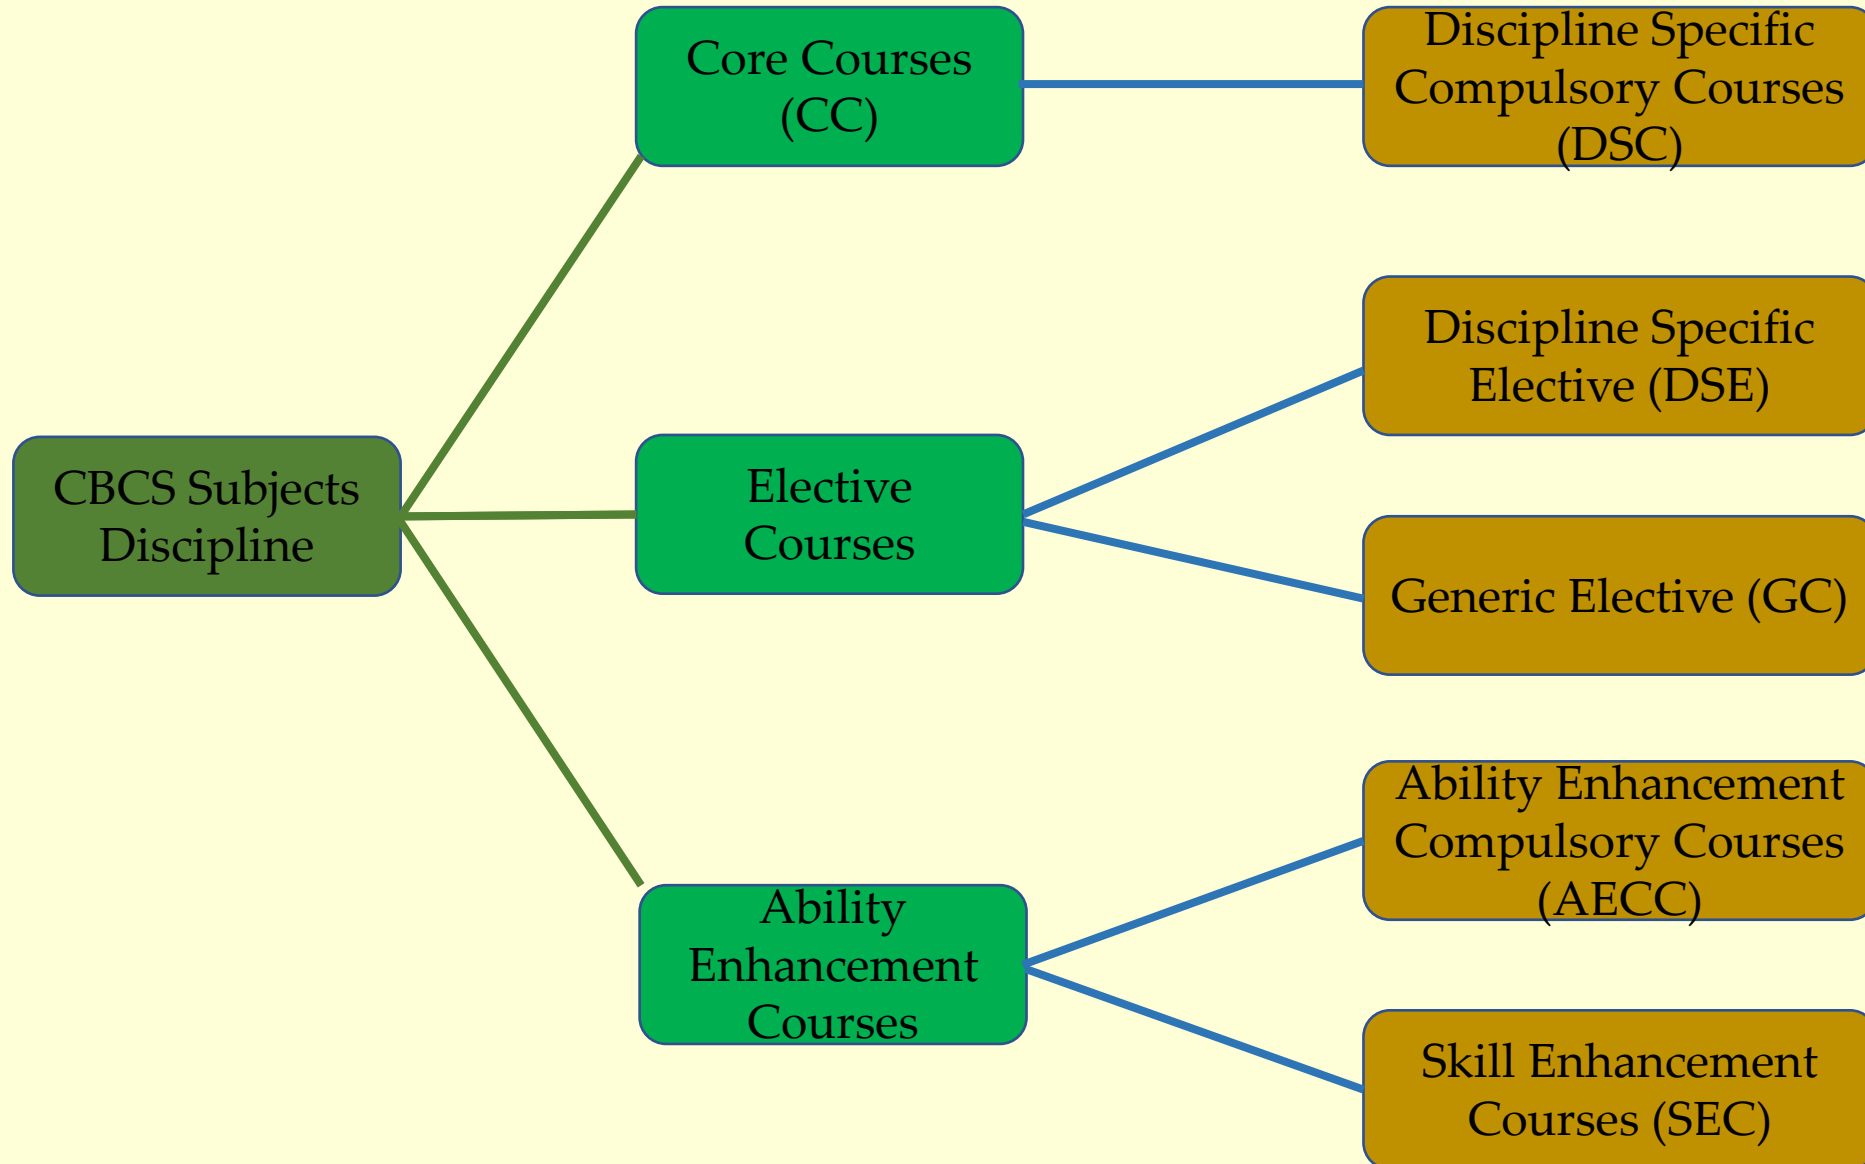 Core Courses
(CC)
Discipline Specific
Compulsory Courses
(DSC)
Discipline Specific
Elective (DSE)
CBCS Subjects
Discipline
Elective
Courses
Generic Elective (GC)
Ability Enhancement
Compulsory Courses
(AECC)
Ability
Enhancement
Courses
Skill Enhancement
Courses (SEC)